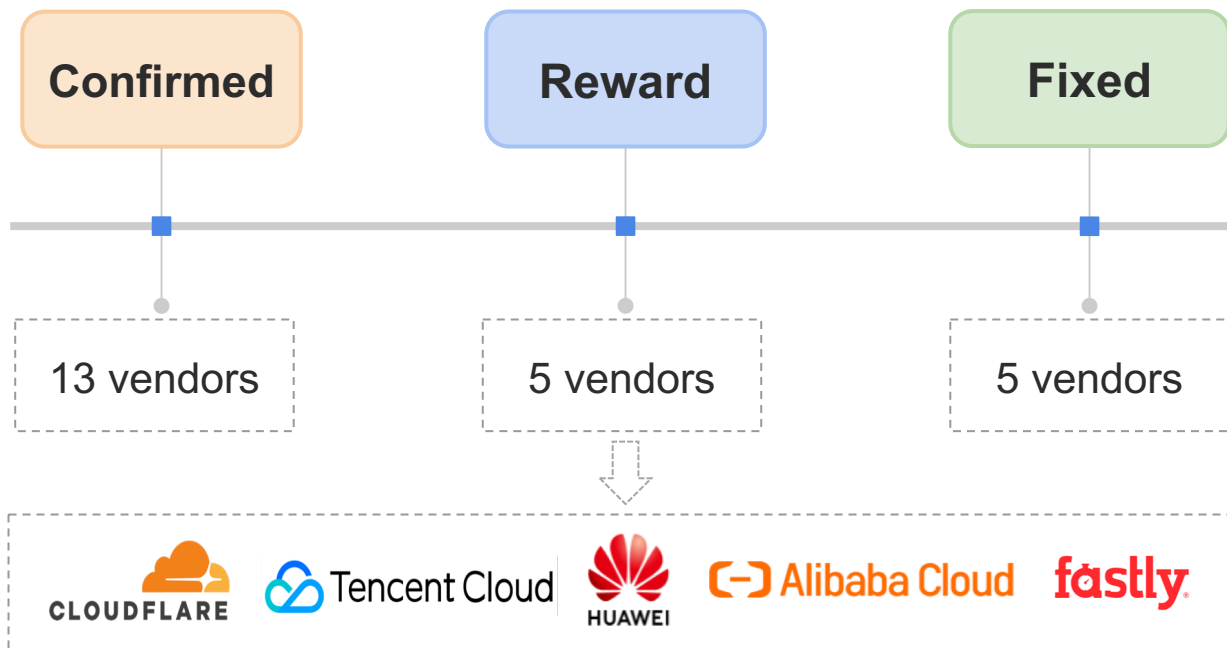 Confirmed
Reward
Fixed
13 vendors
5 vendors
5 vendors
CLOUDFLARE
Tencent Cloud
HUAWEI
Alibaba Cloud
fastly